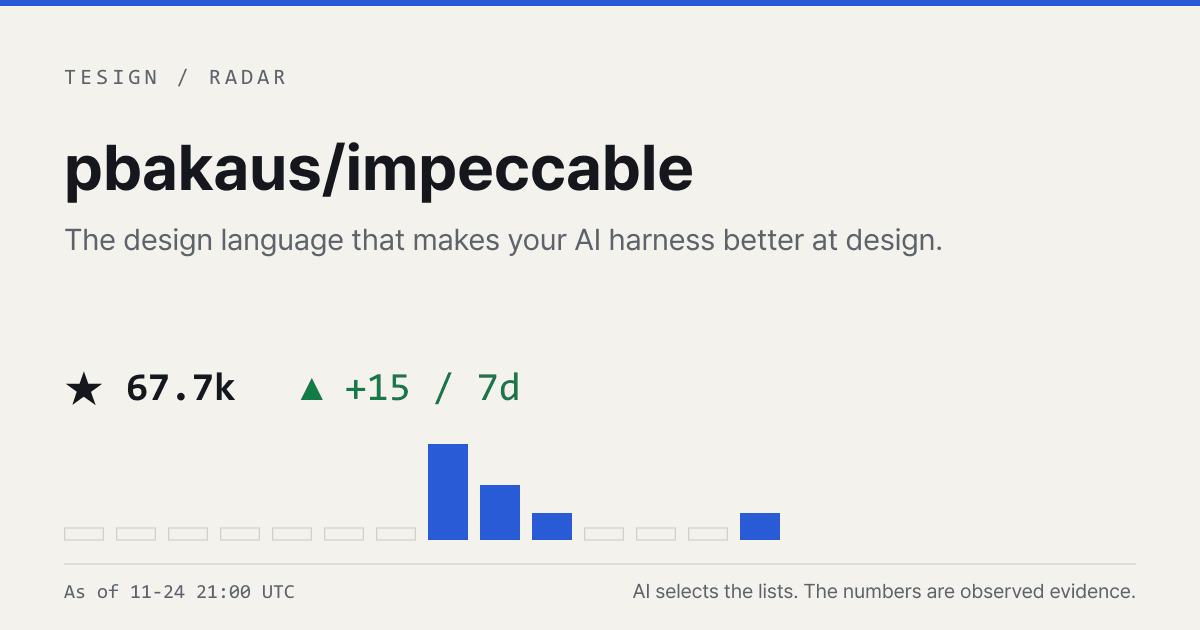 TESIGN / RADAR
pbakaus/impeccable
The design language that makes your AI harness better at design.
★ 67.7k ▲ +15 / 7d
As of 11-24 21:00 UTC
AI selects the lists. The numbers are observed evidence.